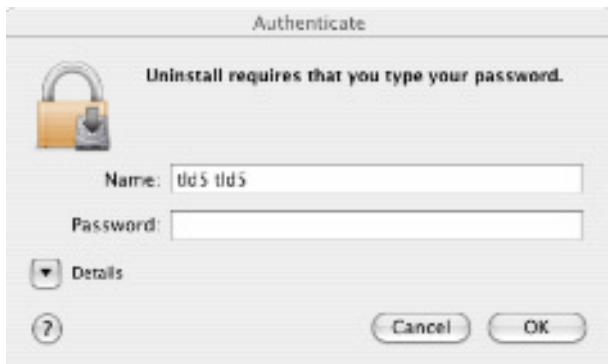 Authenticate
Uninstall requires that you type your password.
Name: tld5 tld5
Password:
Details
?
Cancel OK